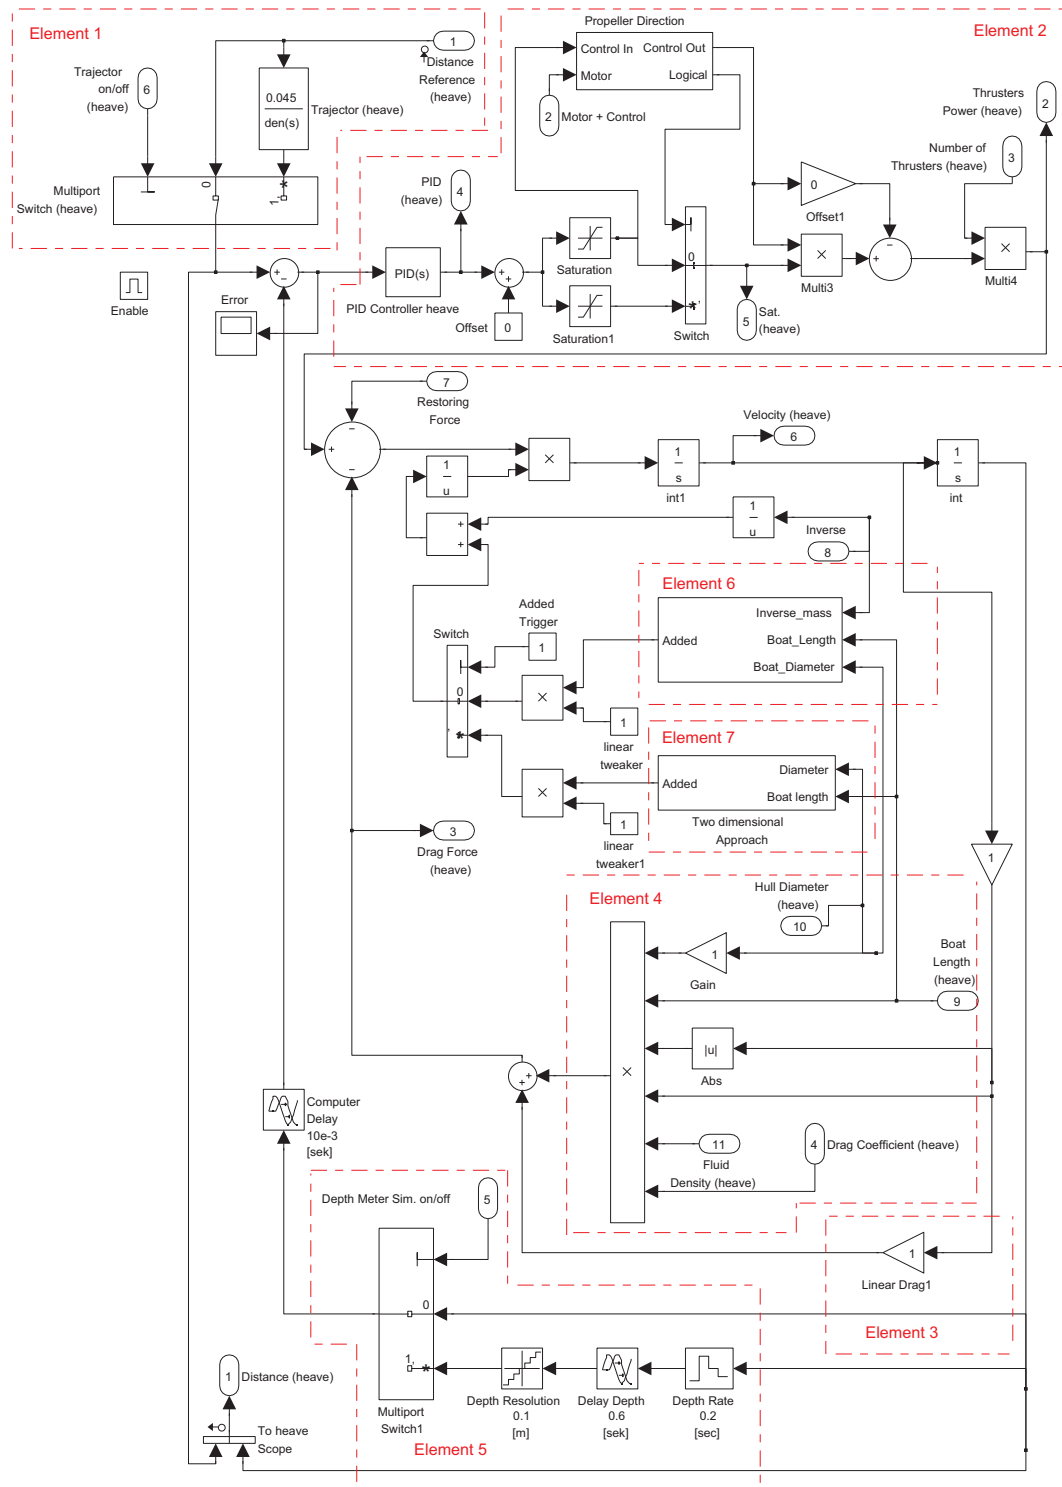 Element 1
Trajector
on/off
(heave)
6
1
Distance
Reference
(heave)
0.045
den(s)
Trajector (heave)
Multiport
Switch (heave)
0
1,
*
Element 2
Propeller Direction
Control In
Control Out
Motor
Logical
2
Motor + Control
Thrusters
Power (heave)
2
Number of
Thrusters (heave)
3
0
Offset1
PID
(heave)
4
PID(s)
PID Controller heave
+
−
Enable
Error
+
+
Offset
0
Saturation
Saturation1
0
*,
Switch
5
Sat.
(heave)
×
Multi3
−
+
×
Multi4
7
Restoring
Force
−
+
−
1
u
×
1
s
int1
Velocity (heave)
6
1
s
int
+
+
1
u
Inverse
8
Element 6
Inverse_mass
Added
Boat_Length
Boat_Diameter
Added
Trigger
1
Switch
0
, *
×
1
linear
tweaker
Element 7
Diameter
Added
Boat length
Two dimensional
Approach
×
1
linear
tweaker1
3
Drag Force
(heave)
1
Element 4
Hull Diameter
(heave)
10
1
Gain
Boat
Length
(heave)
9
|u|
Abs
×
+
+
11
Fluid
Density (heave)
4
Drag Coefficient (heave)
Computer
Delay
10e-3
[sek]
Depth Meter Sim. on/off
5
1
Linear Drag1
Element 3
0
1,
*
Multiport
Switch1
Depth Resolution
0.1
[m]
Delay Depth
0.6
[sek]
Depth Rate
0.2
[sec]
Element 5
1
Distance (heave)
To heave
Scope